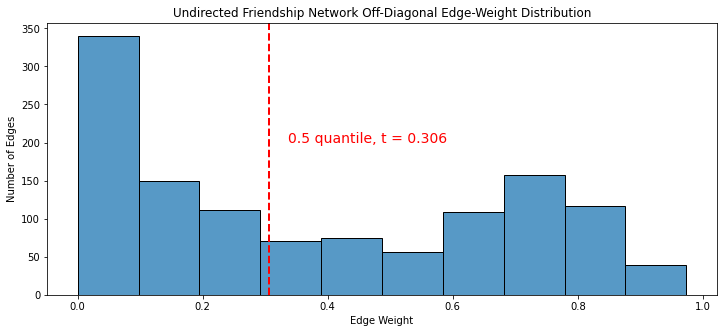 Undirected Friendship Network Off-Diagonal Edge-Weight Distribution
350
300
250
200
150
100
50
0
Number of Edges
0.5 quantile, t = 0.306
0.0 0.2 0.4 0.6 0.8 1.0
Edge Weight